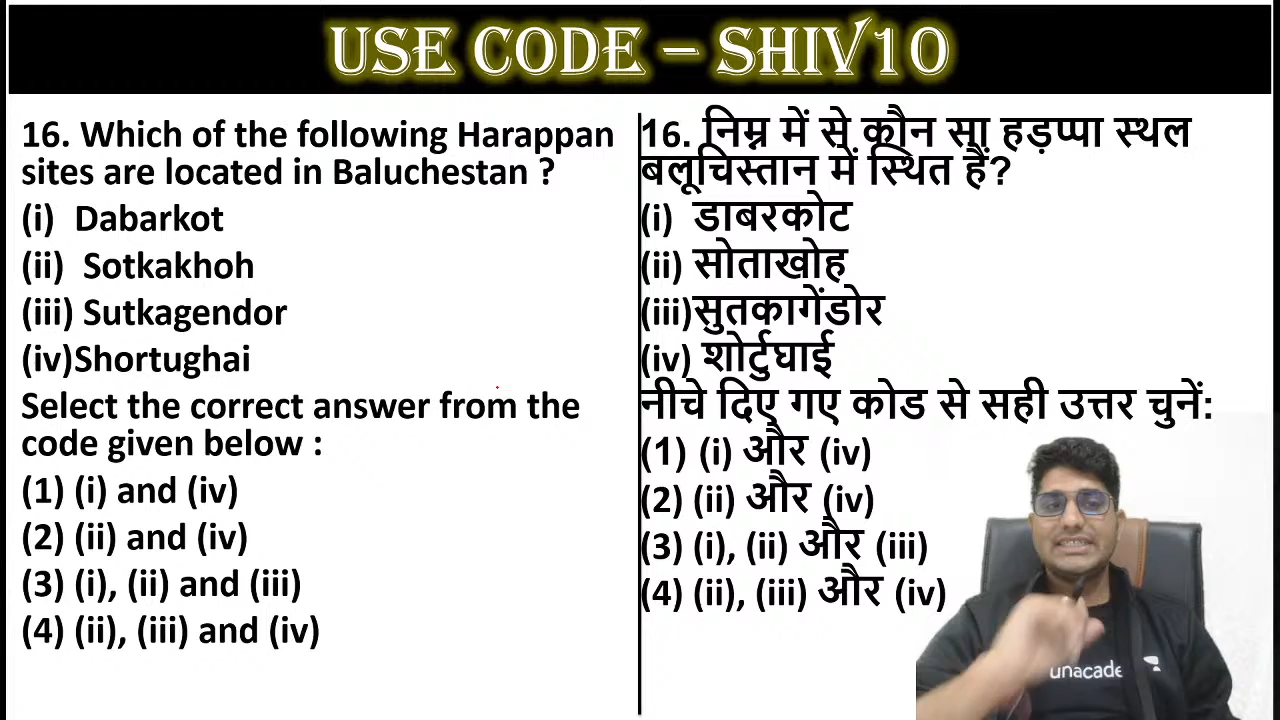 USE CODE – SHIV10
16. Which of the following Harappan
sites are located in Baluchestan ?
(i) Dabarkot
(ii) Sotkakhoh
(iii) Sutkagendor
(iv)Shortughai
Select the correct answer from the
code given below :
(1) (i) and (iv)
(2) (ii) and (iv)
(3) (i), (ii) and (iii)
(4) (ii), (iii) and (iv)
16. निम्न में से कौन सा हड़प्पा स्थल
बलूचिस्तान में स्थित हैं?
(i) डाबरकोट
(ii) सोताखोह
(iii)सुतकागेंडोर
(iv) शोर्टुघाई
नीचे दिए गए कोड से सही उत्तर चुनें:
(1) (i) और (iv)
(2) (ii) और (iv)
(3) (i), (ii) और (iii)
(4) (ii), (iii) और (iv)
unacade